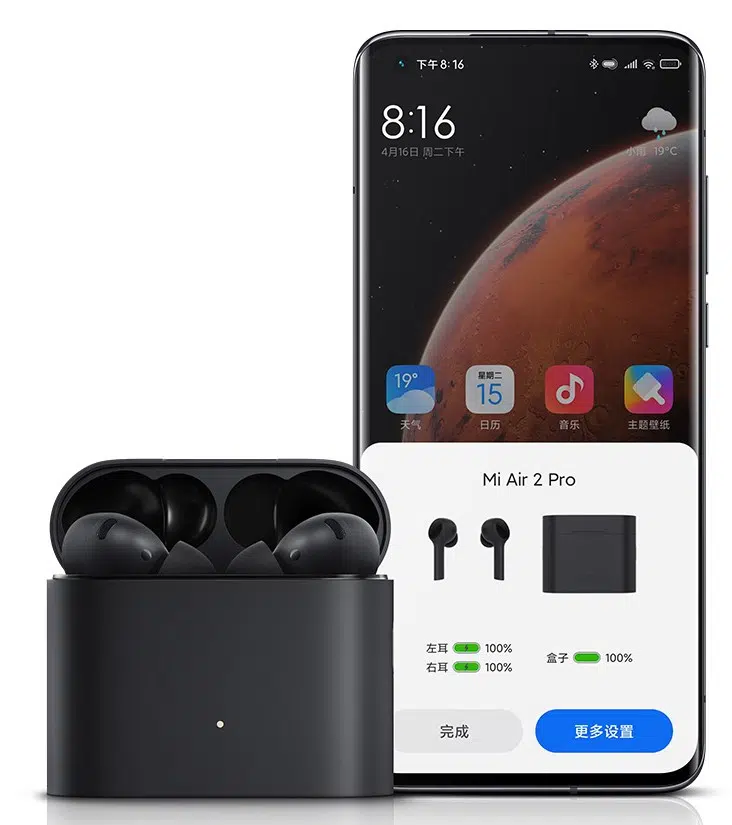 下午8:16
8:16
4月16日 周二下午
小雨 19°C
19°
星期二
15
天气
日历
音乐
主题壁纸
Mi Air 2 Pro
左耳 100%
右耳 100%
盒子 100%
完成
更多设置